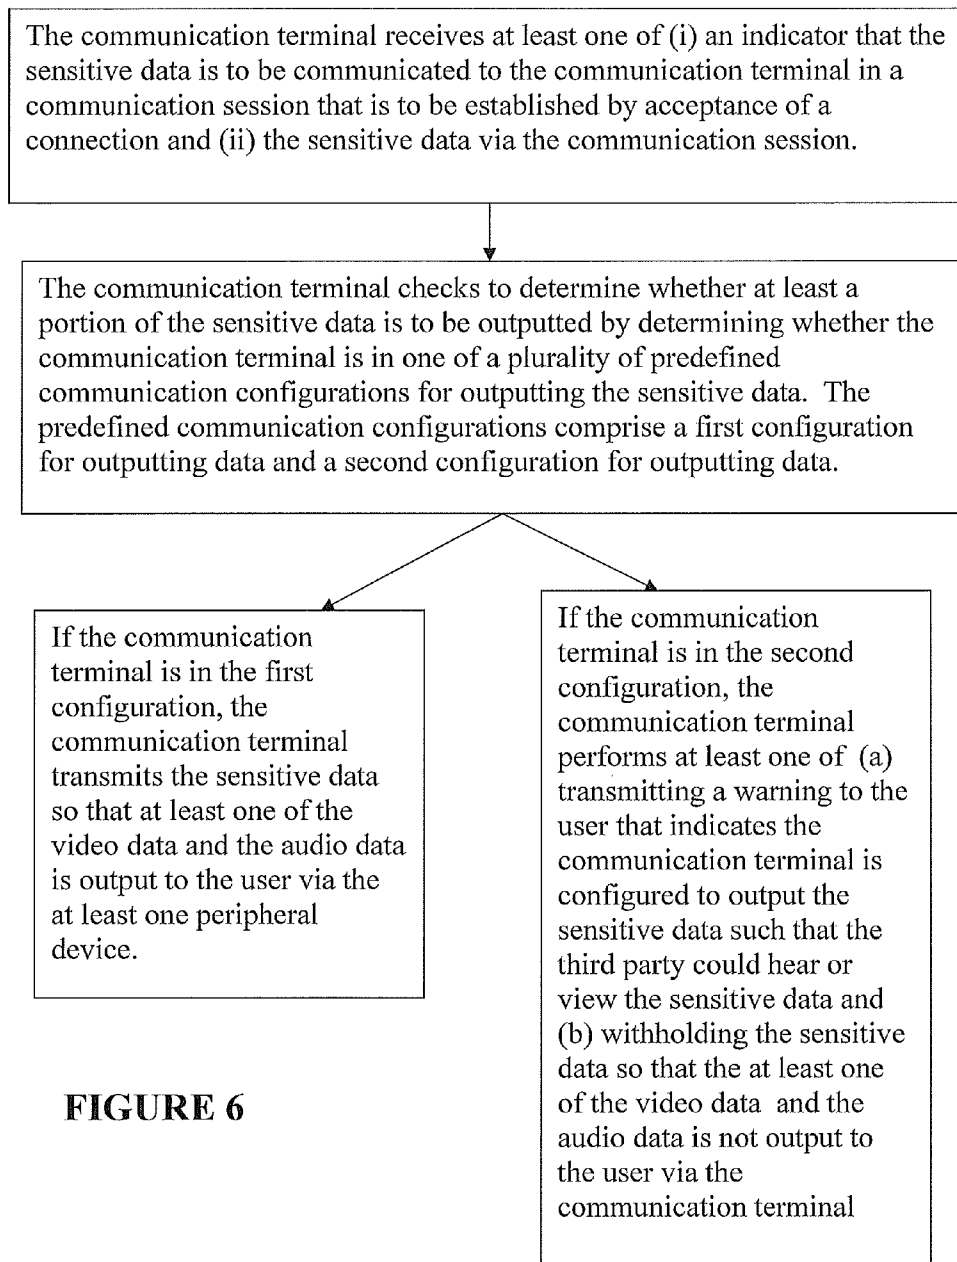 The communication terminal receives at least one of (i) an indicator that the
sensitive data is to be communicated to the communication terminal in a
communication session that is to be established by acceptance of a
connection and (ii) the sensitive data via the communication session.
The communication terminal checks to determine whether at least a
portion of the sensitive data is to be outputted by determining whether the
communication terminal is in one of a plurality of predefined
communication configurations for outputting the sensitive data.  The
predefined communication configurations comprise a first configuration
for outputting data and a second configuration for outputting data.
If the communication
terminal is in the first
configuration, the
communication terminal
transmits the sensitive data
so that at least one of the
video data and the audio data
is output to the user via the
at least one peripheral
device.
If the communication
terminal is in the second
configuration, the
communication terminal
performs at least one of  (a)
transmitting a warning to the
user that indicates the
communication terminal is
configured to output the
sensitive data such that the
third party could hear or
view the sensitive data and
(b) withholding the sensitive
data so that the at least one
of the video data  and the
audio data is not output to
the user via the
communication terminal
FIGURE 6